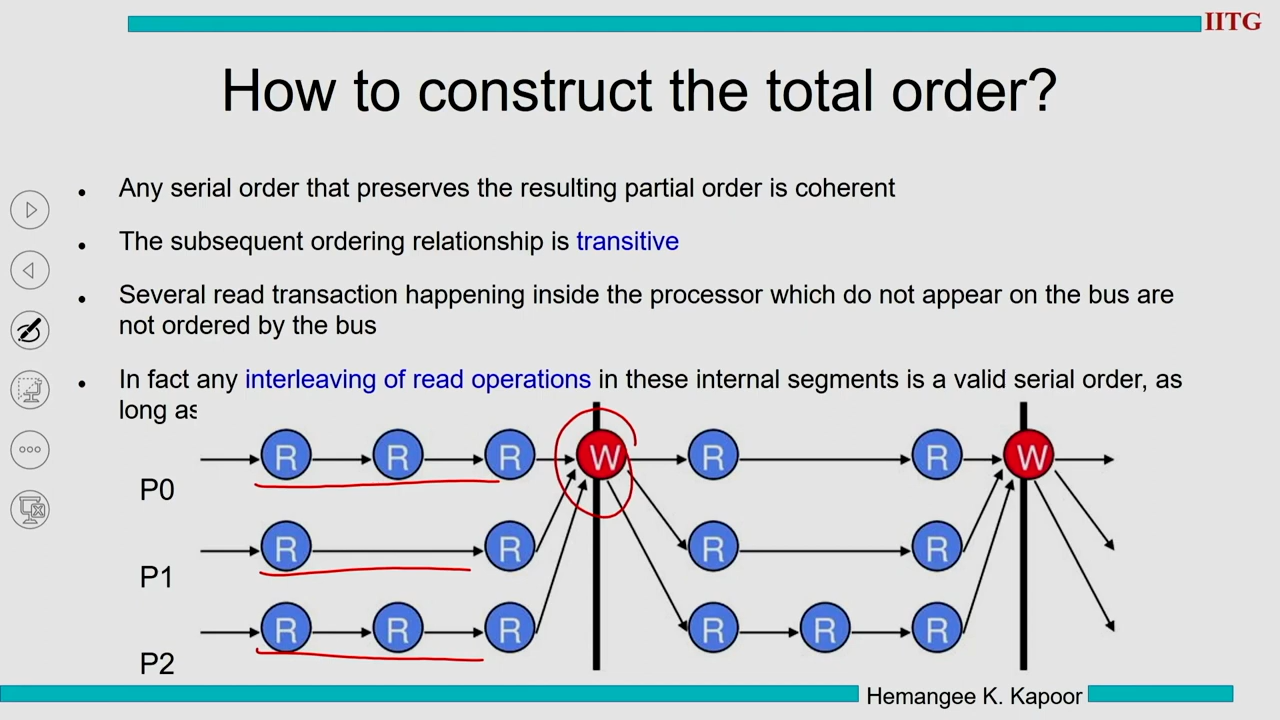 IITG
How to construct the total order?
• Any serial order that preserves the resulting partial order is coherent
• The subsequent ordering relationship is transitive
• Several read transaction happening inside the processor which do not appear on the bus are
not ordered by the bus
• In fact any interleaving of read operations in these internal segments is a valid serial order, as
long as
R R R W R R W
P0
R R R R
P1
R R R R R R
P2
Hemangee K. Kapoor